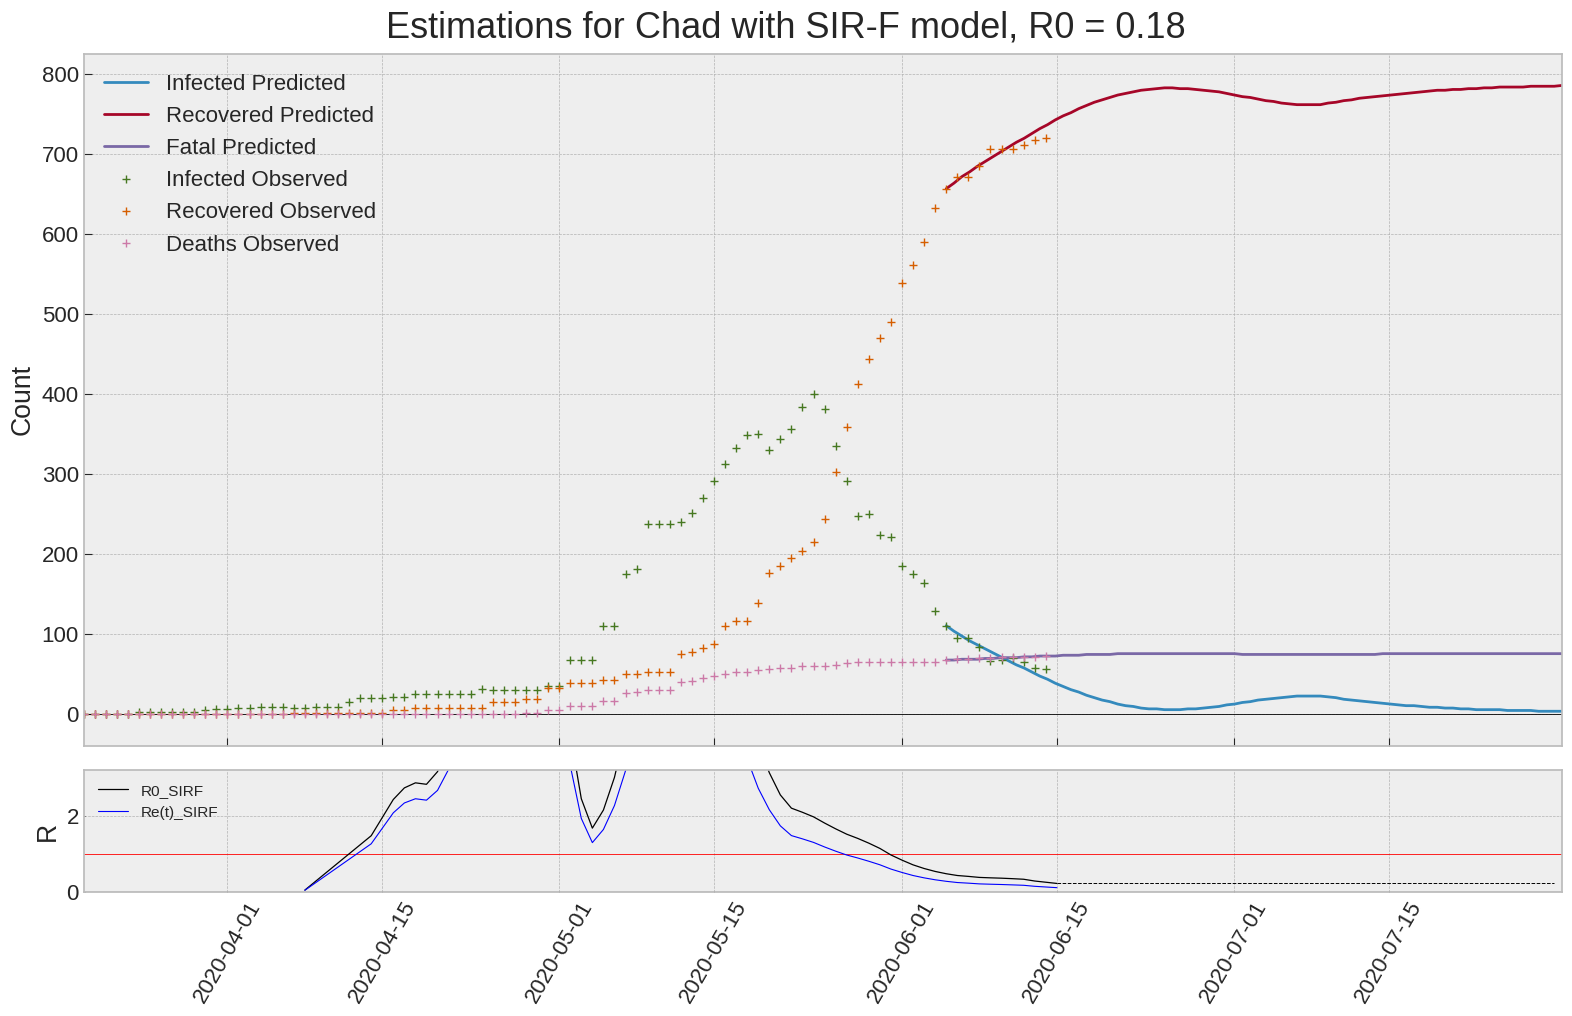 Estimations for Chad with SIR-F model, R0 = 0.18
Infected Predicted
Recovered Predicted
Fatal Predicted
Infected Observed
Recovered Observed
Deaths Observed
Count
800
700
600
500
400
300
200
100
0
R0_SIRF
Re(t)_SIRF
R
2
0
2020-04-01
2020-04-15
2020-05-01
2020-05-15
2020-06-01
2020-06-15
2020-07-01
2020-07-15